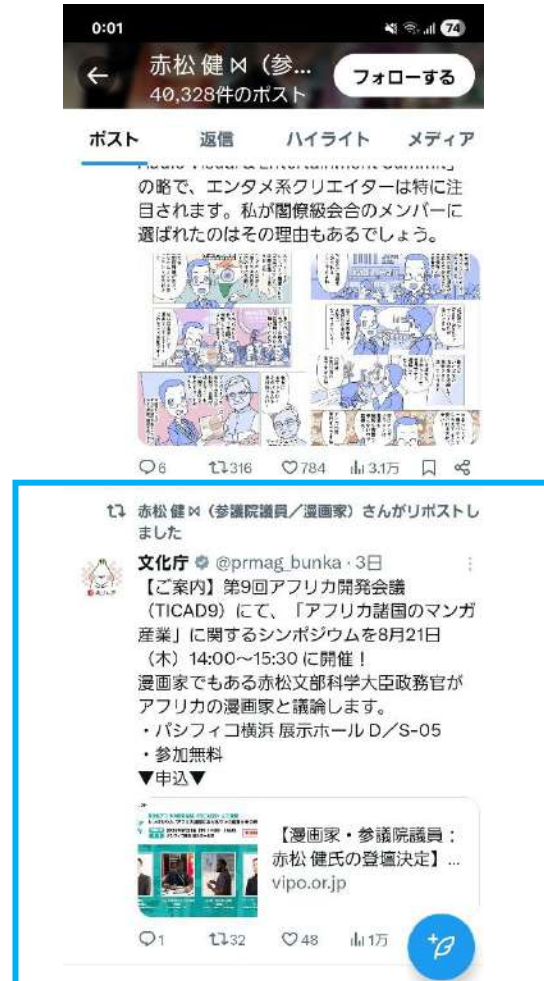 0:01
74
赤松 健 ⋈（参...
フォローする
40,328件のポスト
ポスト 返信 ハイライト メディア
の略で、エンタメ系クリエイターは特に注
目されます。私が閣僚級会合のメンバーに
選ばれたのはその理由もあるでしょう。
6 316 784 3.1万
赤松 健 ⋈（参議院議員／漫画家）さんがリポストし
ました
文化庁 @prmag_bunka · 3日
【ご案内】第9回アフリカ開発会議
（TICAD9）にて、「アフリカ諸国のマンガ
産業」に関するシンポジウムを8月21日
（木）14:00～15:30 に開催！
漫画家でもある赤松文部科学大臣政務官が
アフリカの漫画家と議論します。
・パシフィコ横浜 展示ホール D／S-05
・参加無料
▼申込▼
【漫画家・参議院議員：
赤松 健氏の登壇決定】...
vipo.or.jp
1 32 48 1万